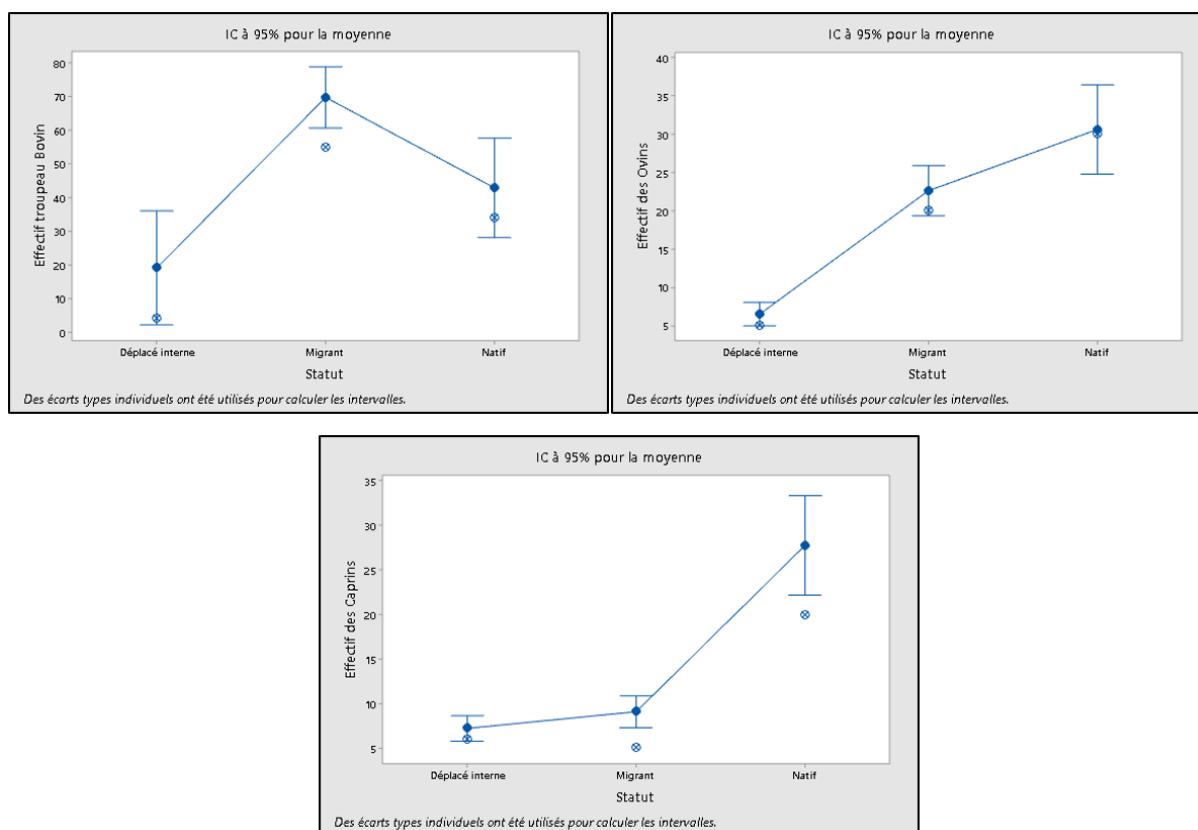 IC à 95% pour la moyenne
Effectif troupeau Bovin
80
70
60
50
40
30
20
10
0
Déplacé interne Migrant Natif
Statut
Des écarts types individuels ont été utilisés pour calculer les intervalles.
IC à 95% pour la moyenne
Effectif des Ovins
40
35
30
25
20
15
10
5
Déplacé interne Migrant Natif
Statut
Des écarts types individuels ont été utilisés pour calculer les intervalles.
IC à 95% pour la moyenne
Effectif des Caprins
35
30
25
20
15
10
5
Déplacé interne Migrant Natif
Statut
Des écarts types individuels ont été utilisés pour calculer les intervalles.